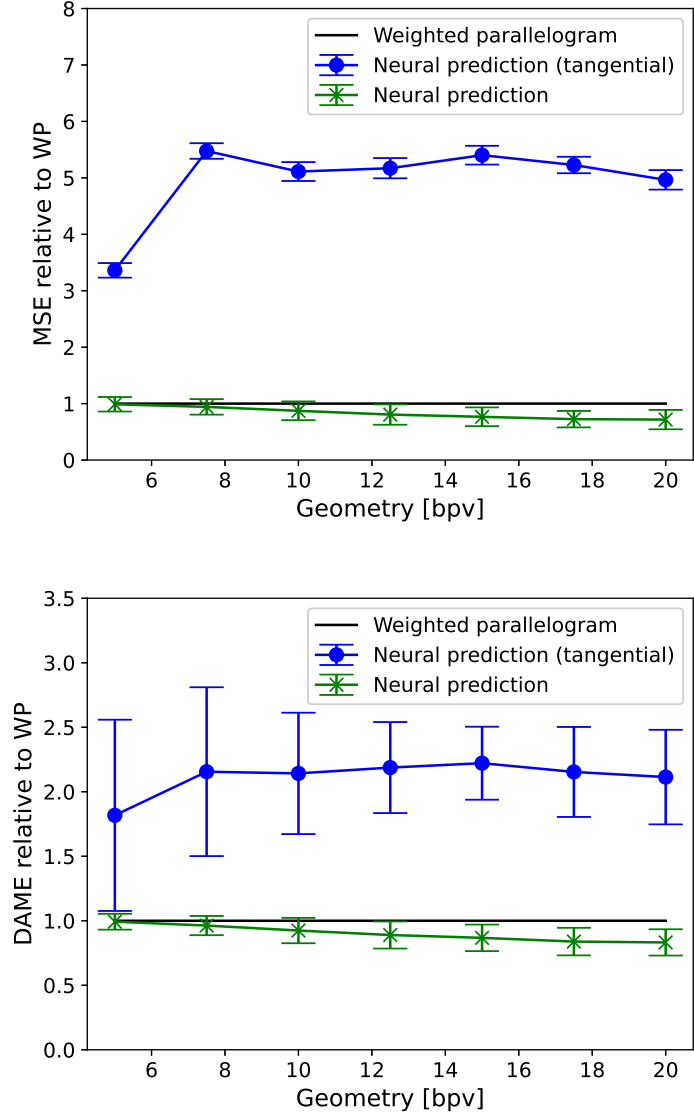 8
7
6
5
4
3
2
1
0
MSE relative to WP
Weighted parallelogram
Neural prediction (tangential)
Neural prediction
6 8 10 12 14 16 18 20
Geometry [bpv]
3.5
3.0
2.5
2.0
1.5
1.0
0.5
0.0
DAME relative to WP
Weighted parallelogram
Neural prediction (tangential)
Neural prediction
6 8 10 12 14 16 18 20
Geometry [bpv]